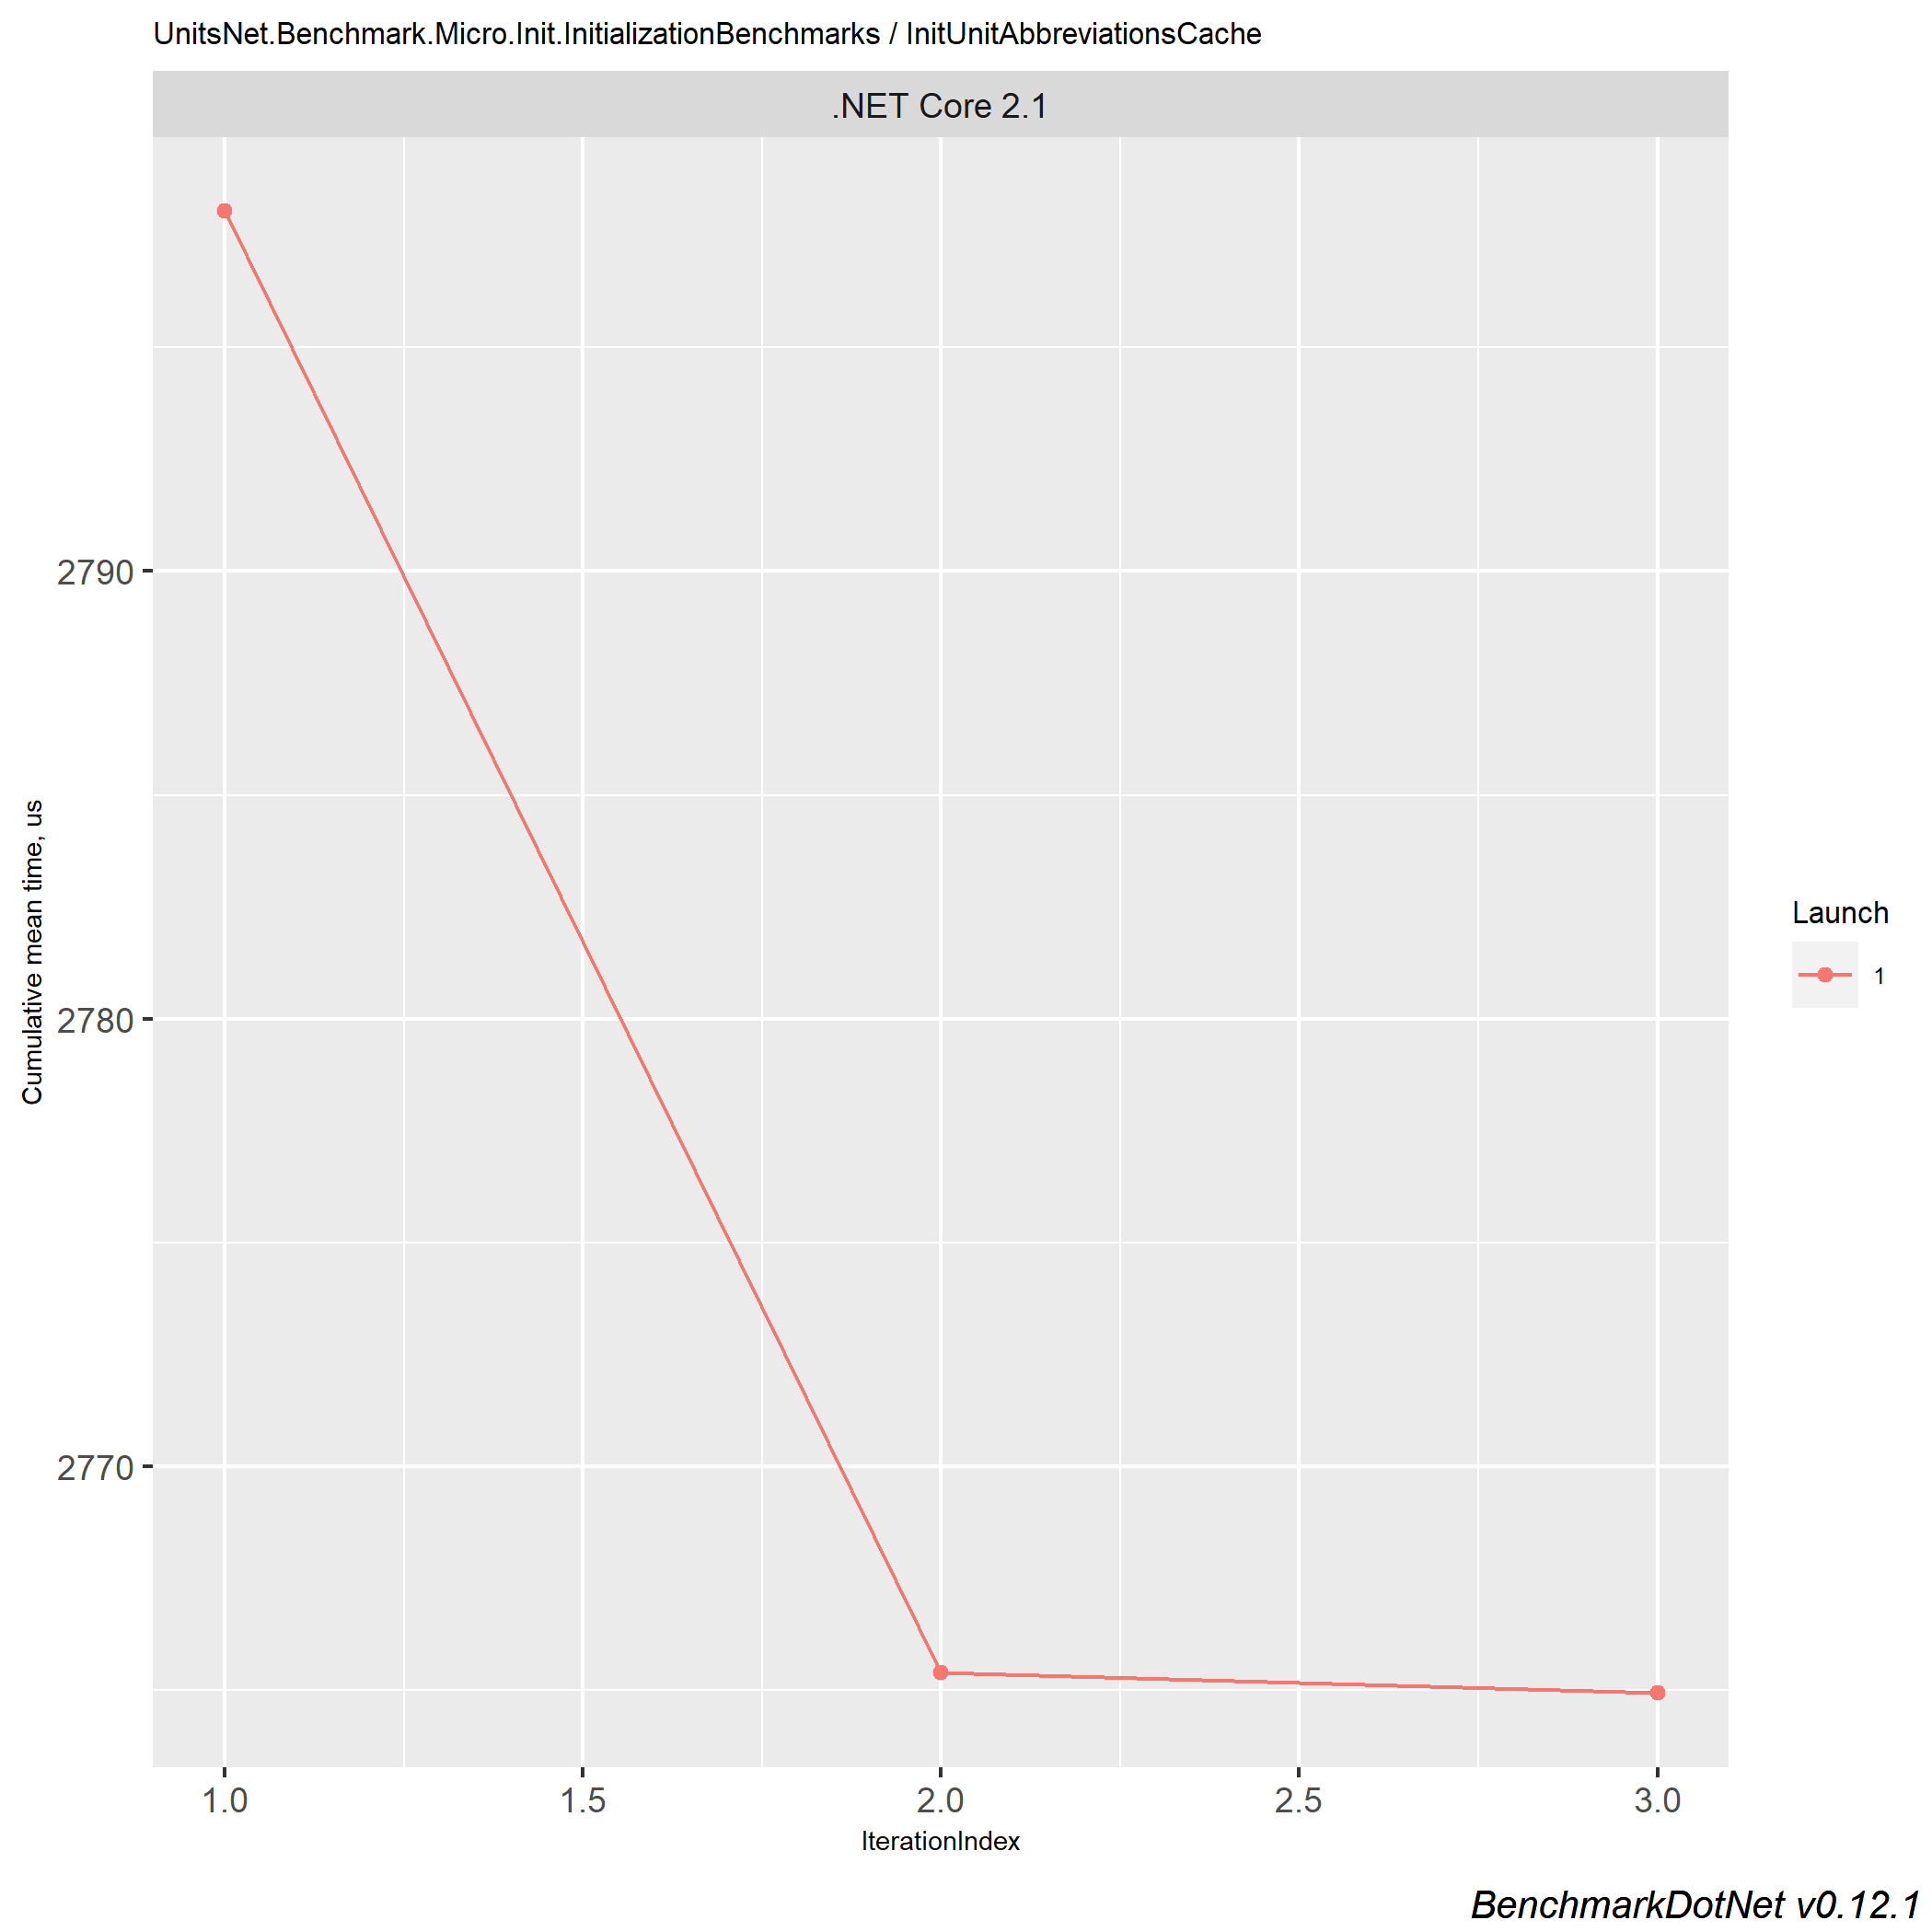 UnitsNet.Benchmark.Micro.Init.InitializationBenchmarks / InitUnitAbbreviationsCache
.NET Core 2.1
Cumulative mean time, us
2790
2780
2770
1.0 1.5 2.0 2.5 3.0
IterationIndex
Launch
1
BenchmarkDotNet v0.12.1